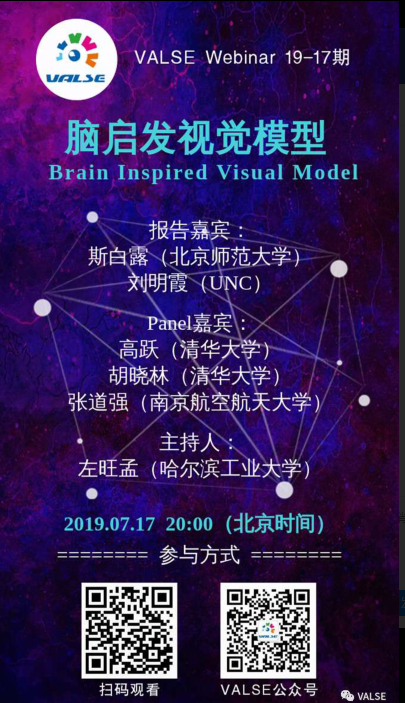 VALSE
VALSE Webinar 19-17期
脑启发视觉模型
Brain Inspired Visual Model
报告嘉宾：
斯白露（北京师范大学）
刘明霞（UNC）
Panel嘉宾：
高跃（清华大学）
胡晓林（清华大学）
张道强（南京航空航天大学）
主持人：
左旺孟（哈尔滨工业大学）
2019.07.17 20:00（北京时间）
======== 参与方式 ========
扫码观看
VALSE公众号
VALSE